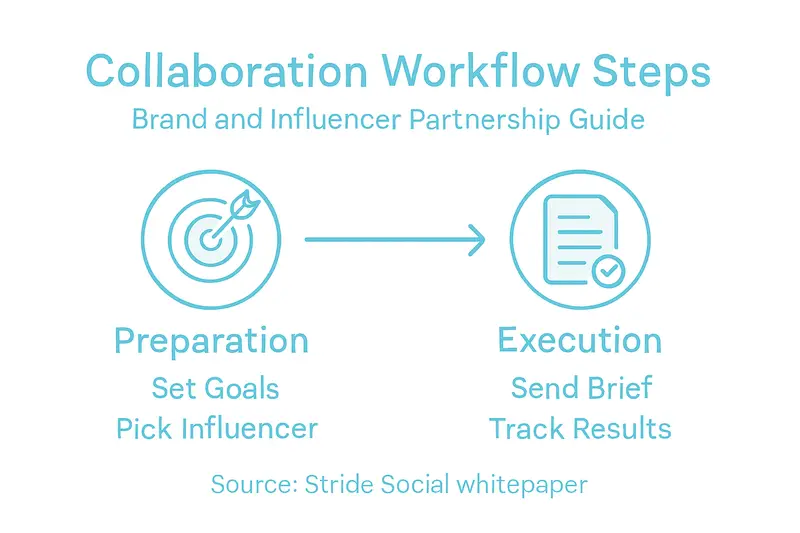 Collaboration Workflow Steps
Brand and Influencer Partnership Guide
Preparation
Set Goals
Pick Influencer
Execution
Send Brief
Track Results
Source: Stride Social whitepaper